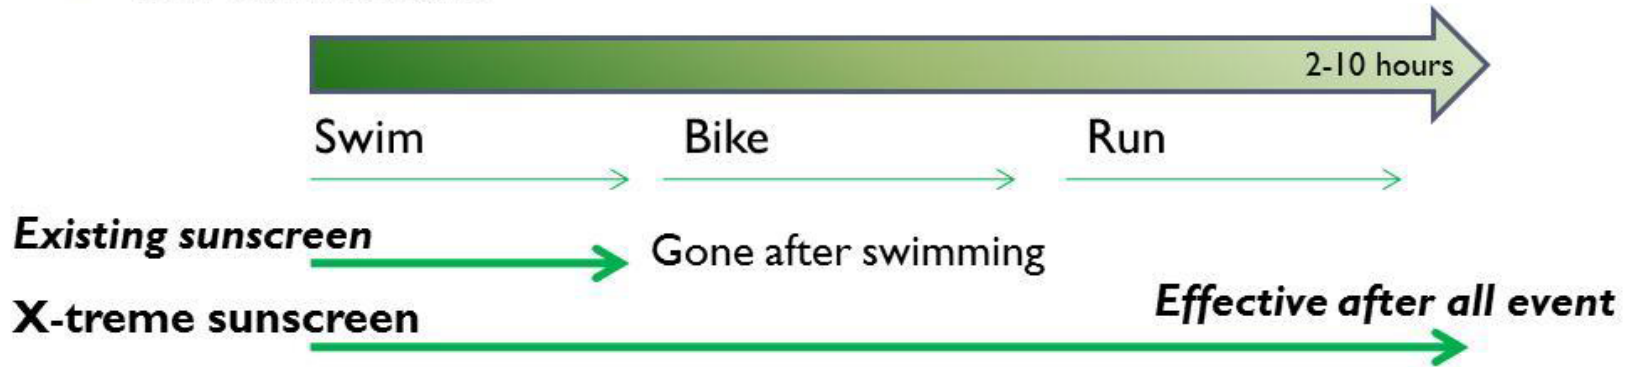 2-10 hours
Swim Bike Run
Existing sunscreen
Gone after swimming
Effective after all event
X-treme sunscreen